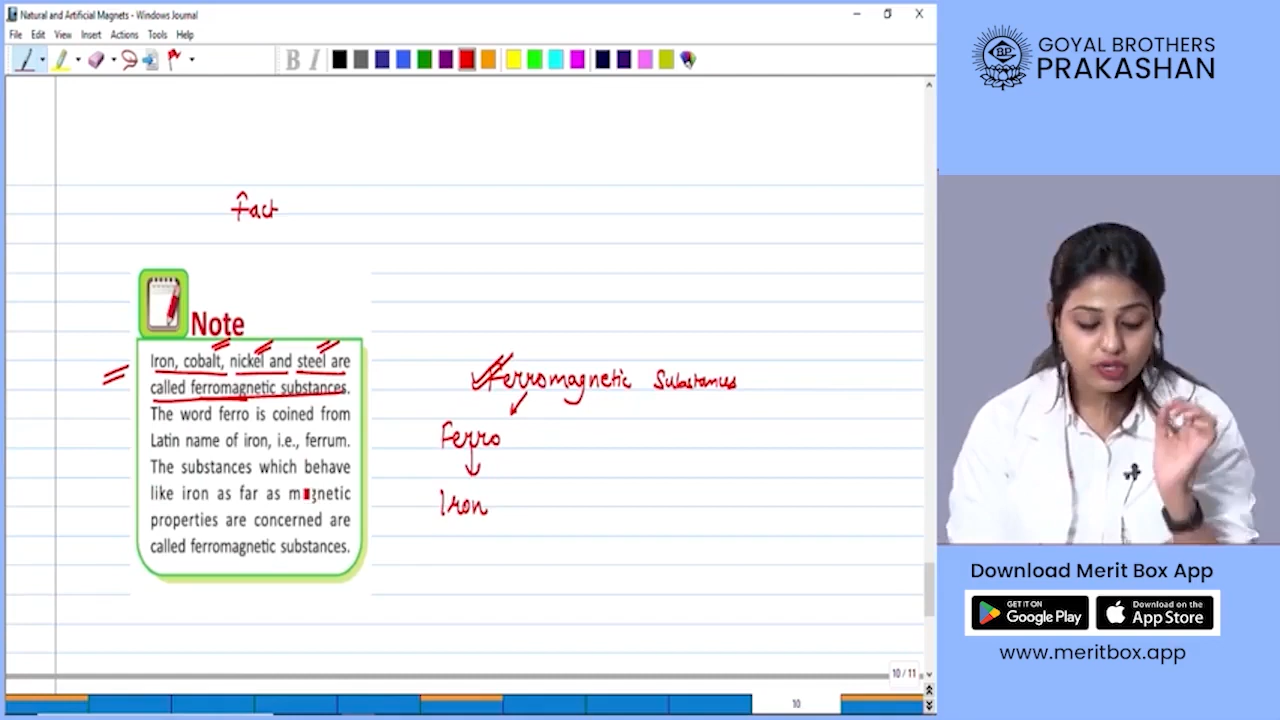 Natural and Artificial Magnets - Windows Journal
File Edit View Insert Actions Tools Help
B I
GOYAL BROTHERS
PRAKASHAN
Fact
Note
Iron, cobalt, nickel and steel are
called ferromagnetic substances.
The word ferro is coined from
Latin name of iron, i.e., ferrum.
The substances which behave
like iron as far as magnetic
properties are concerned are
called ferromagnetic substances.
Ferromagnetic Substances
Ferro
Iron
Download Merit Box App
GET IT ON
Google Play
Download on the
App Store
www.meritbox.app
10 / 11
10